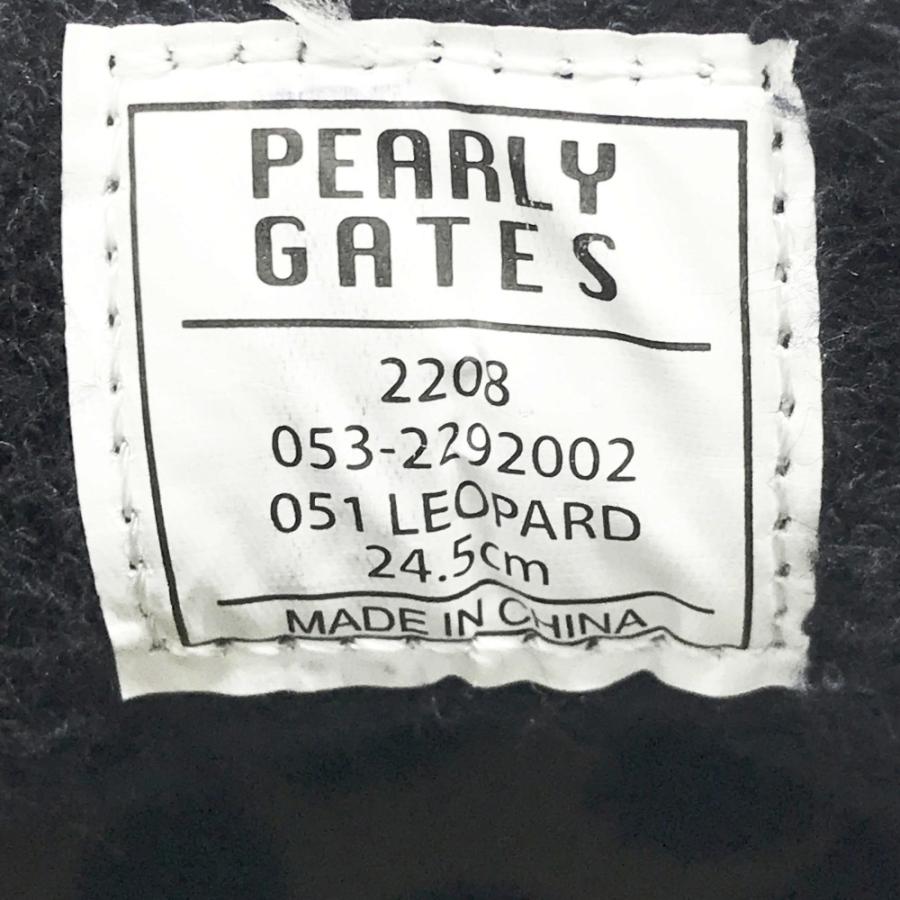 PEARLY
GATES
2208
053-2292002
051 LEOPARD
24.5cm
MADE IN CHINA